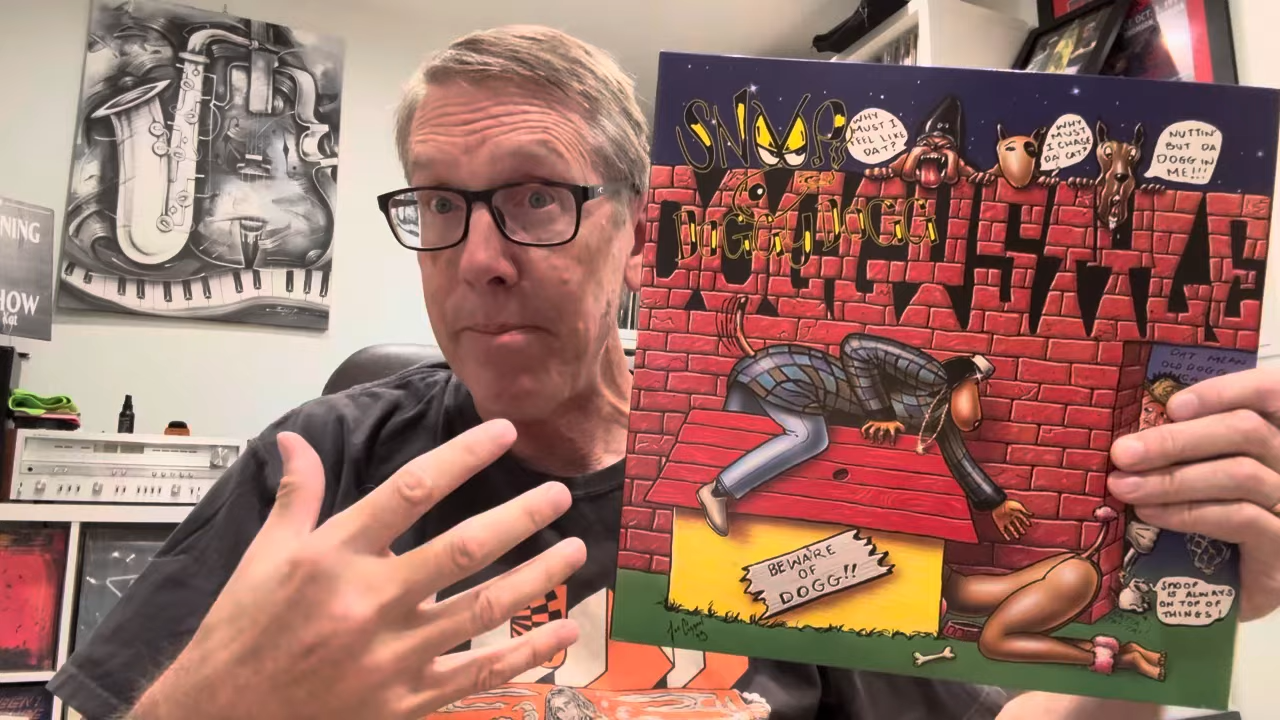 NING
HOW
Kat
SNOOP
DOGGY DOGG
DOGGYSTYLE
WHY
MUST I
FEEL LIKE
DAT?
WHY
MUST
I CHASE
DA CAT?
NUTTIN'
BUT DA
DOGG IN
ME!!!
DAT MEAN
OLD DOGG
BEWARE
OF
DOGG!!
SNOOP
IS ALWAYS
ON TOP OF
THINGS!